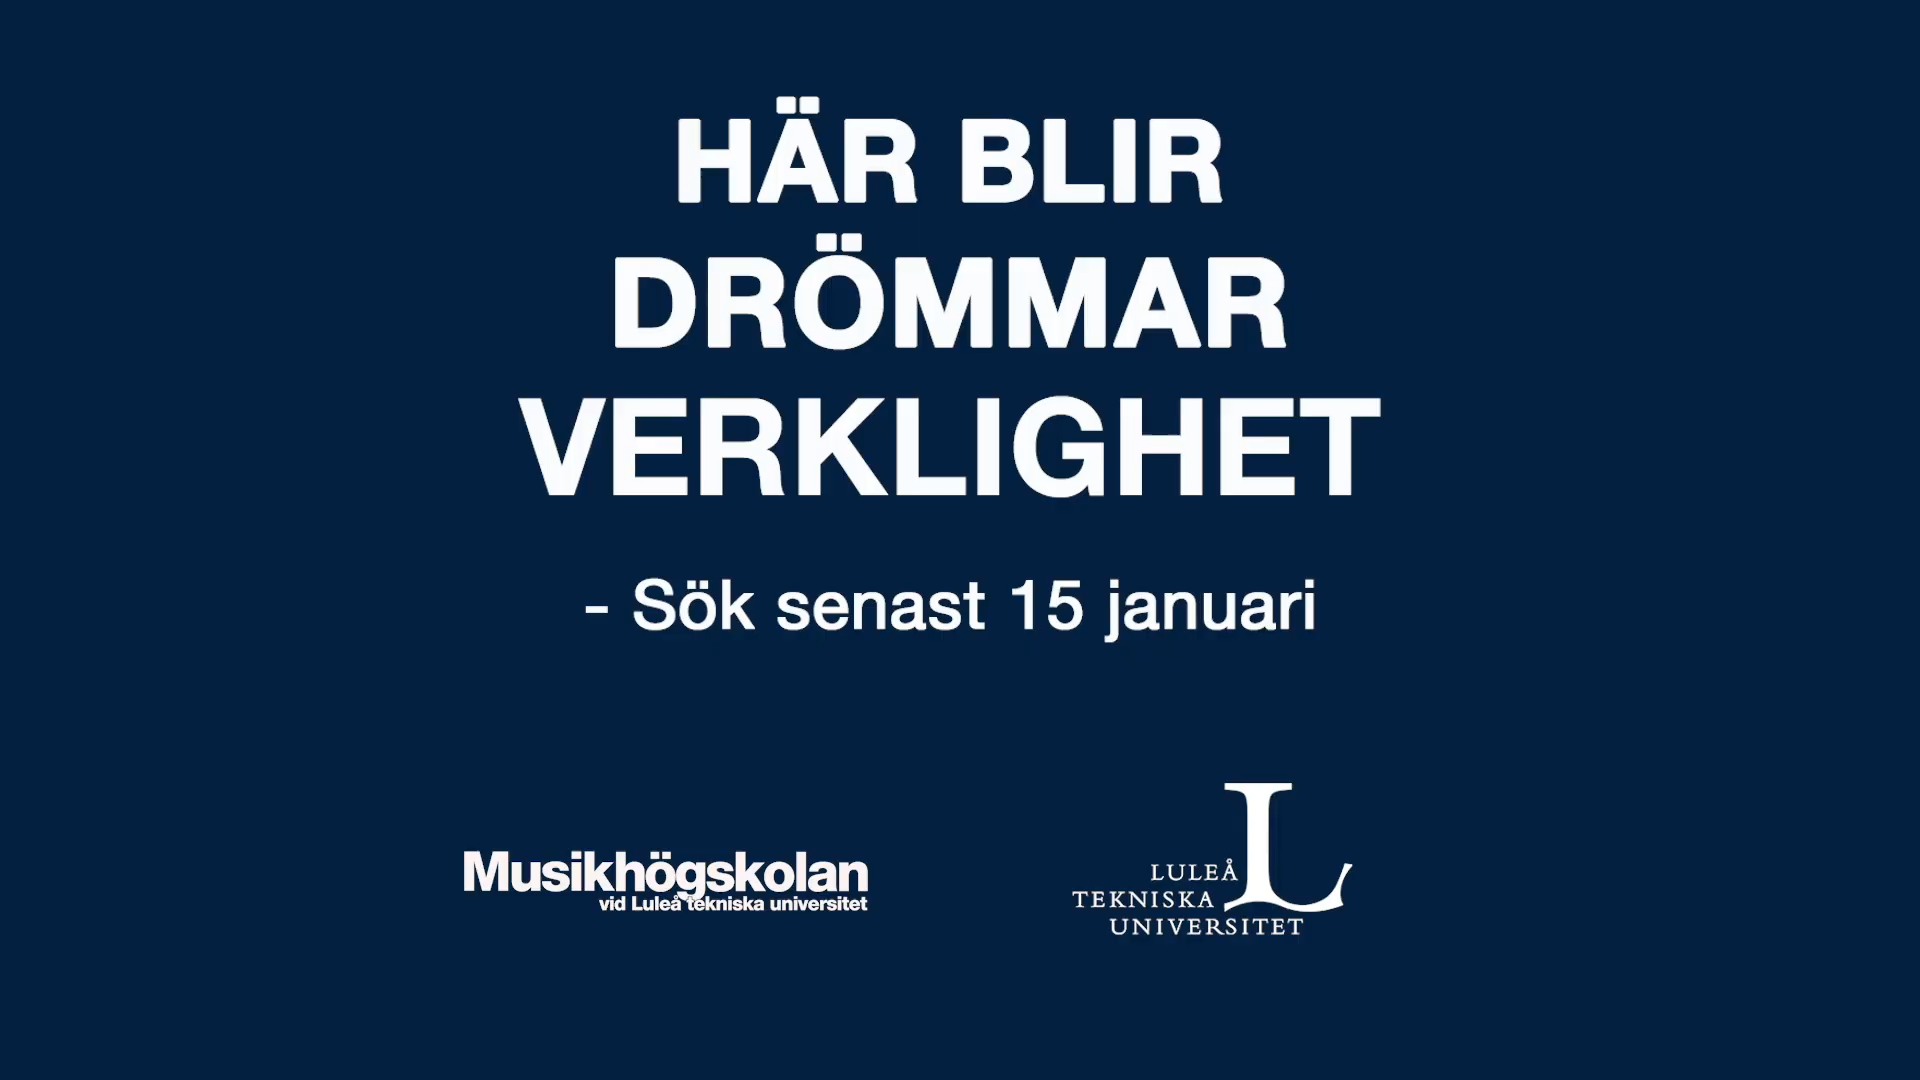 HÄR BLIR
DRÖMMAR
VERKLIGHET
- Sök senast 15 januari
Musikhögskolan
vid Luleå tekniska universitet
LULEÅ
TEKNISKA
UNIVERSITET
L